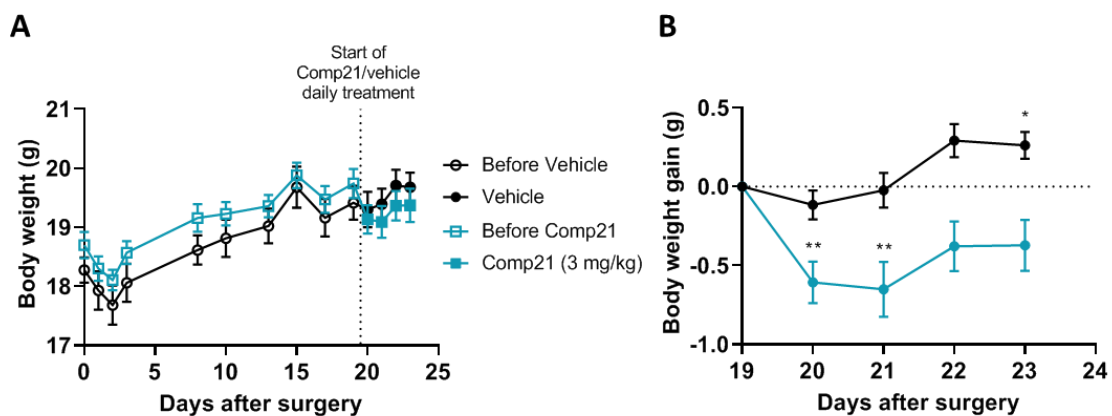 A
Start of
Comp21/vehicle
daily treatment
Body weight (g)
21
20
19
18
17
0
5
10
15
20
25
Days after surgery
Before Vehicle
Vehicle
Before Comp21
Comp21 (3 mg/kg)
B
Body weight gain (g)
0.5
0.0
-0.5
-1.0
*
**
**
19
20
21
22
23
24
Days after surgery